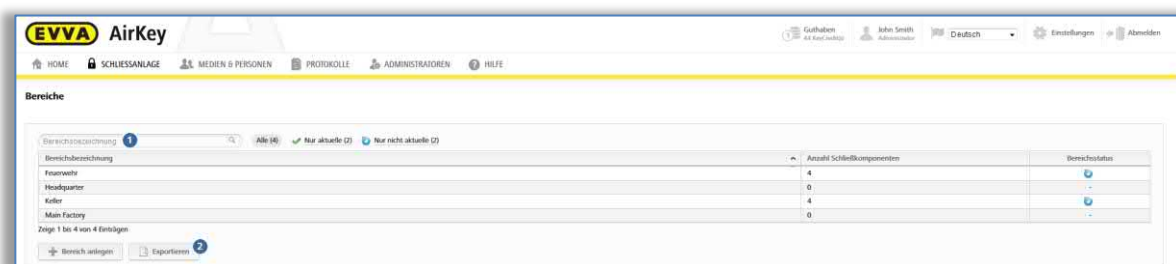 EVVA AirKey
Guthaben
John Smith
Administrator
Deutsch
Einstellungen
Abmelden
HOME SCHLIESSANLAGE MEDIEN & PERSONEN PROTOKOLLE ADMINISTRATOREN HILFE
Bereiche
Bereichsbezeichnung 1 Alle (4) Nur aktuelle (2) Nur nicht aktuelle (2)
Bereichsbezeichnung Anzahl Schließkomponenten Bereichsstatus
Feuerwehr 4
Headquarter 0 -
Keller 4
Main Factory 0 -
Zeige 1 bis 4 von 4 Einträgen
Bereich anlegen Exportieren 2